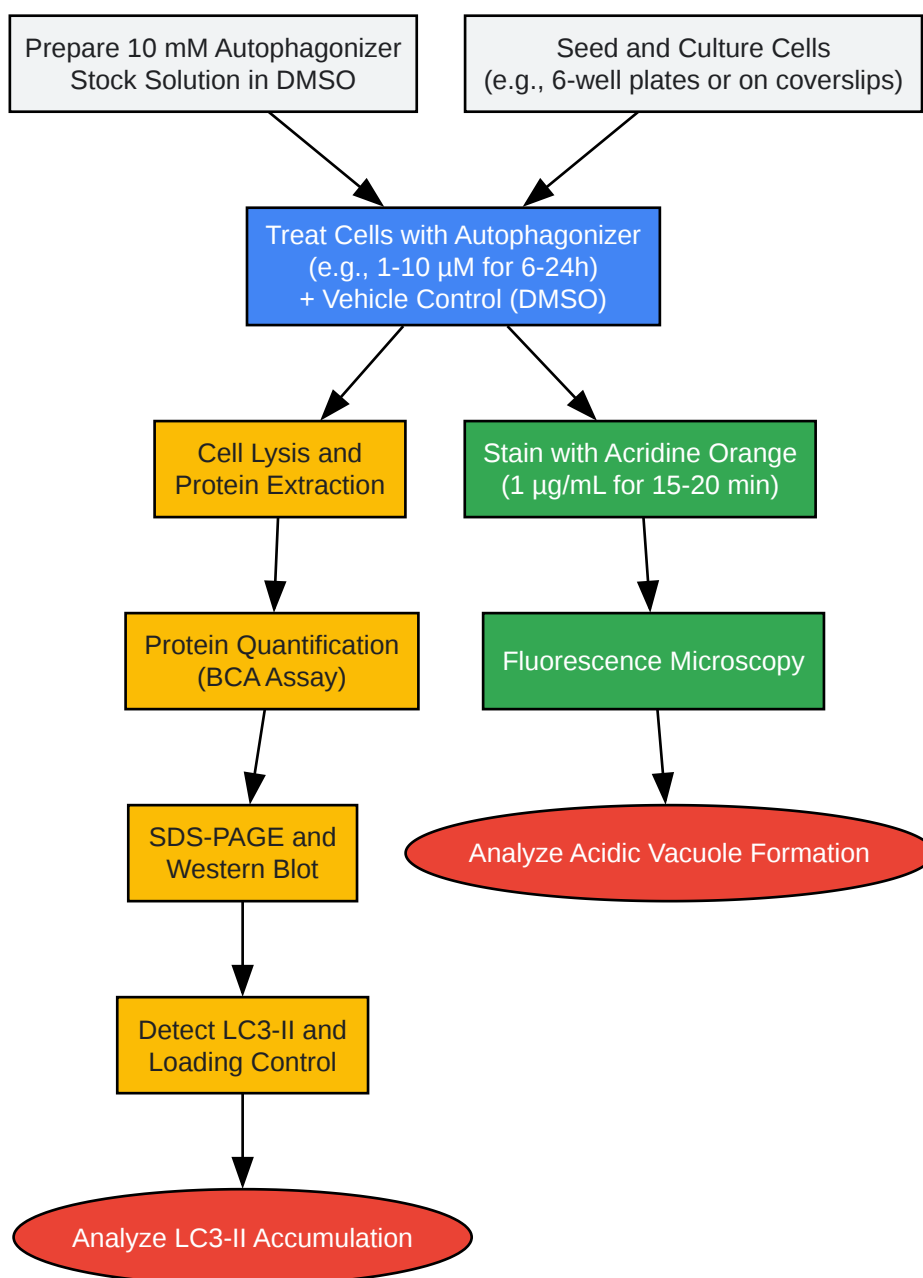 Prepare 10 mM Autophagonizer
Stock Solution in DMSO
Seed and Culture Cells
(e.g., 6-well plates or on coverslips)
Treat Cells with Autophagonizer
(e.g., 1-10 µM for 6-24h)
+ Vehicle Control (DMSO)
Cell Lysis and
Protein Extraction
Stain with Acridine Orange
(1 µg/mL for 15-20 min)
Protein Quantification
(BCA Assay)
Fluorescence Microscopy
SDS-PAGE and
Western Blot
Analyze Acidic Vacuole Formation
Detect LC3-II and
Loading Control
Analyze LC3-II Accumulation